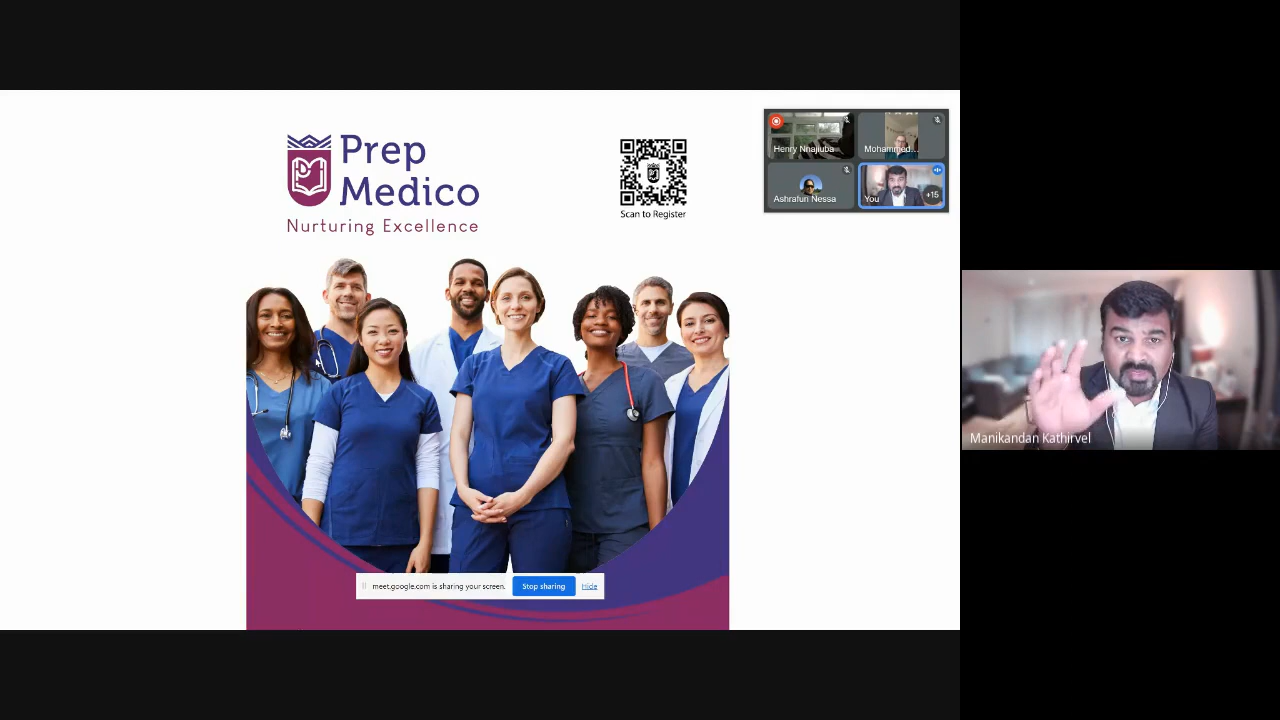 Prep
Medico
Nurturing Excellence
Scan to Register
Henry Nnajiuba
Mohammed...
Ashrafun Nessa
You
+15
Manikandan Kathirvel
meet.google.com is sharing your screen.
Stop sharing
Hide